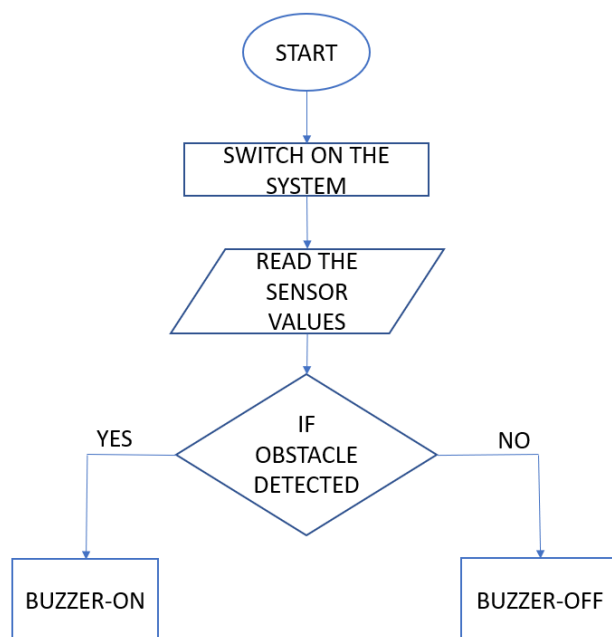 START
SWITCH ON THE
SYSTEM
READ THE
SENSOR
VALUES
IF
OBSTACLE
DETECTED
YES
NO
BUZZER-ON
BUZZER-OFF